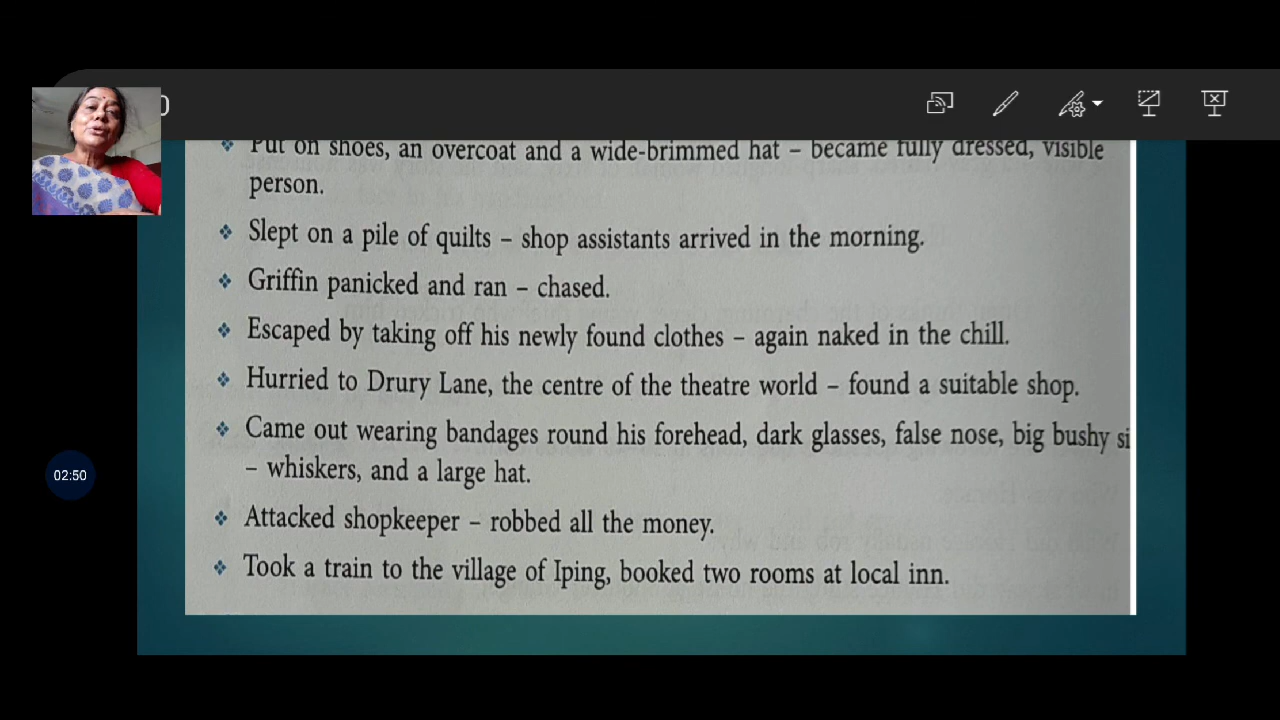 Put on shoes, an overcoat and a wide-brimmed hat – became fully dressed, visible
person.
Slept on a pile of quilts – shop assistants arrived in the morning.
Griffin panicked and ran – chased.
Escaped by taking off his newly found clothes – again naked in the chill.
Hurried to Drury Lane, the centre of the theatre world – found a suitable shop.
Came out wearing bandages round his forehead, dark glasses, false nose, big bushy si
– whiskers, and a large hat.
02:50
Attacked shopkeeper – robbed all the money.
Took a train to the village of Iping, booked two rooms at local inn.